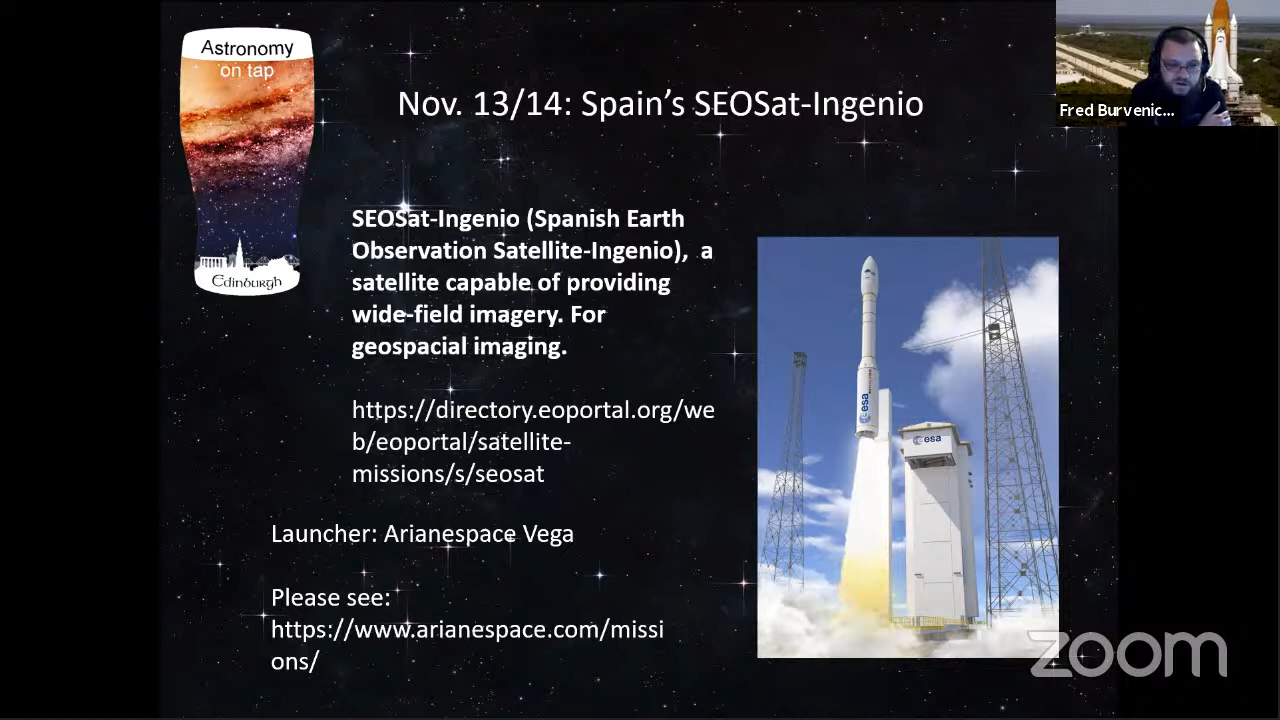 Astronomy
on tap
Edinburgh
Nov. 13/14: Spain's SEOSat-Ingenio
Fred Burvenic...
SEOSat-Ingenio (Spanish Earth
Observation Satellite-Ingenio), a
satellite capable of providing
wide-field imagery. For
geospacial imaging.
https://directory.eoportal.org/we
b/eoportal/satellite-
missions/s/seosat
Launcher: Arianespace Vega
Please see:
https://www.arianespace.com/missi
ons/
esa
esa
zoom